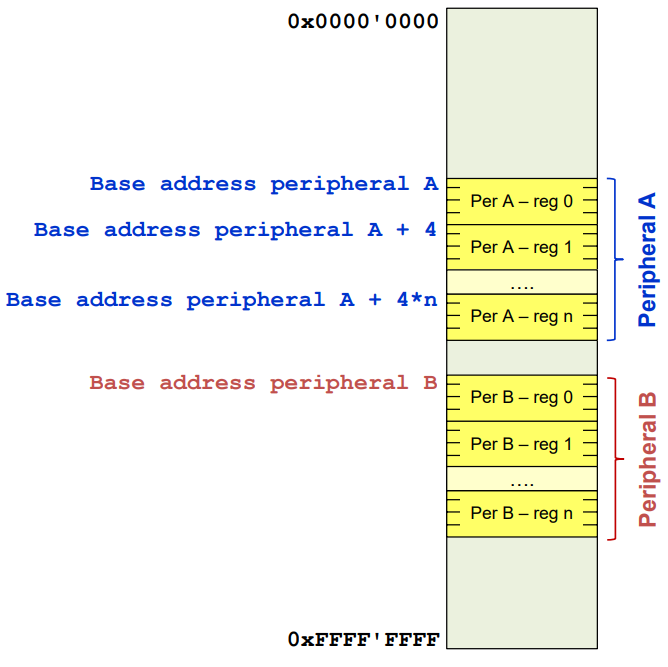 0x0000'0000
Base address peripheral A
Per A – reg 0
Base address peripheral A + 4
Per A – reg 1
....
Base address peripheral A + 4*n
Per A – reg n
Peripheral A
Base address peripheral B
Per B – reg 0
Per B – reg 1
....
Per B – reg n
Peripheral B
0xFFFF'FFFF